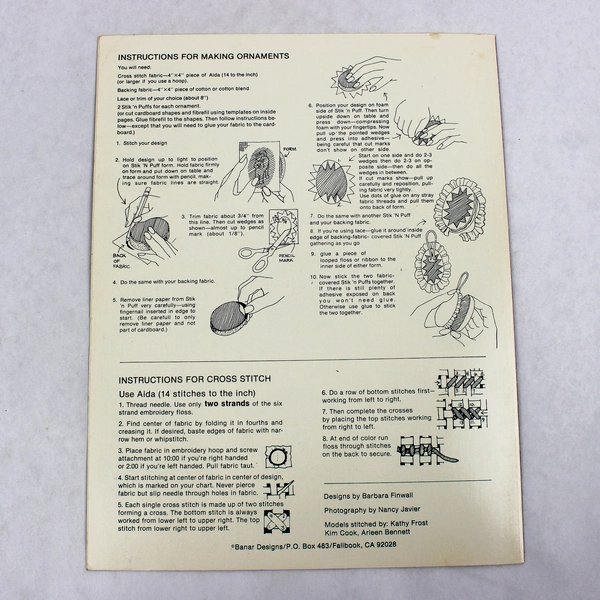 INSTRUCTIONS FOR MAKING ORNAMENTS
You will need:
Cross stitch fabric—4"X4" piece of Aida (14 to the inch)
(or larger if you use a hoop).
Backing fabric—4"X4" piece of cotton or cotton blend
Lace or trim of your choice (about 8")
2 Stik 'n Puffs for each ornament.
(or cut cardboard shapes and fibrefil using templates on inside
pages. Glue fibrefil to the shapes. Then follow instructions be-
low—except that you will need to glue your fabric to the card-
board.)
1. Stitch your design
2. Hold design up to light to position
on Stik 'N Puff form. Hold fabric firmly
on form and put down on table and
trace around form with pencil, mak-
ing sure fabric lines are straight.
FORM
BACK
OF
FABRIC
3. Trim fabric about 3/4" from
this line. Then cut wedges as
shown—almost up to pencil
mark (about 1/8").
PENCIL
MARK
4. Do the same with your backing fabric.
5. Remove liner paper from Stik
'n Puff very carefully—using
fingernail inserted in edge to
start. (Be carefull to only
remove liner paper and not
part of cardboard.)
6. Position your design on foam
side of Stik 'n Puff. Then turn
upside down on table and
press down—compressing
foam with your fingertips. Now
pull up the pointed wedges
and press into adhesive—
being careful that cut marks
don't show on other side.
Start on one side and do 2-3
wedges then do 2-3 on op-
posite side—then do all the
wedges in between.
If cut marks show—pull up
carefully and reposition, pull-
ing fabric very tightly.
Use dots of glue on any stray
fabric threads and pull them
onto back of form.
7. Do the same with another Stik 'N Puff
and your backing fabric.
8. If you're using lace—glue it around inside
edge of backing-fabric- covered Stik 'N Puff
gathering as you go
9. glue a piece of
looped floss or ribbon to the
inner side of either form.
10. Now stick the two fabric-
covered Stik 'n Puffs together.
If there is still plenty of
adhesive exposed on back
you won't need glue.
Otherwise use glue to stick
the two together.
INSTRUCTIONS FOR CROSS STITCH
Use Aida (14 stitches to the inch)
1. Thread needle. Use only two strands of the six
strand embroidery floss.
2. Find center of fabric by folding it in fourths and
creasing it. If desired, baste edges of fabric with nar-
row hem or whipstitch.
3. Place fabric in embroidery hoop and screw
attachment at 10:00 if you're right handed
or 2:00 if you're left handed. Pull fabric taut.
4. Start stitching at center of fabric in center of design,
which is marked on your chart. Never pierce
fabric but slip needle through holes in fabric.
5. Each single cross stitch is made up of two stitches
forming a cross. The bottom stitch is always
worked from lower left to upper right. The top
stitch from lower right to upper left.
6. Do a row of bottom stitches first—
working from left to right.
7. Then complete the crosses
by placing the top stitches working
from right to left.
8. At end of color run
floss through stitches
on the back to secure.
Designs by Barbara Finwall
Photography by Nancy Javier
Models stitched by: Kathy Frost
Kim Cook, Arleen Bennett
©Banar Designs/P.O. Box 483/Fallbook, CA 92028